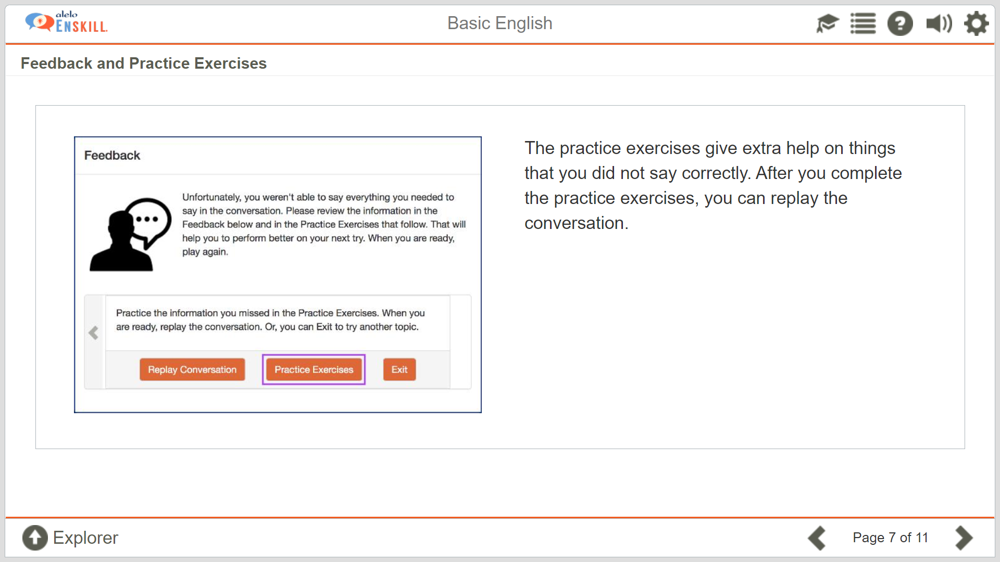 alelo
ENSKILL.
Basic English
?
Feedback and Practice Exercises
Feedback
Unfortunately, you weren't able to say everything you needed to
say in the conversation. Please review the information in the
Feedback below and in the Practice Exercises that follow. That will
help you to perform better on your next try. When you are ready,
play again.
Practice the information you missed in the Practice Exercises. When you
are ready, replay the conversation. Or, you can Exit to try another topic.
Replay Conversation Practice Exercises Exit
The practice exercises give extra help on things
that you did not say correctly. After you complete
the practice exercises, you can replay the
conversation.
Explorer
Page 7 of 11